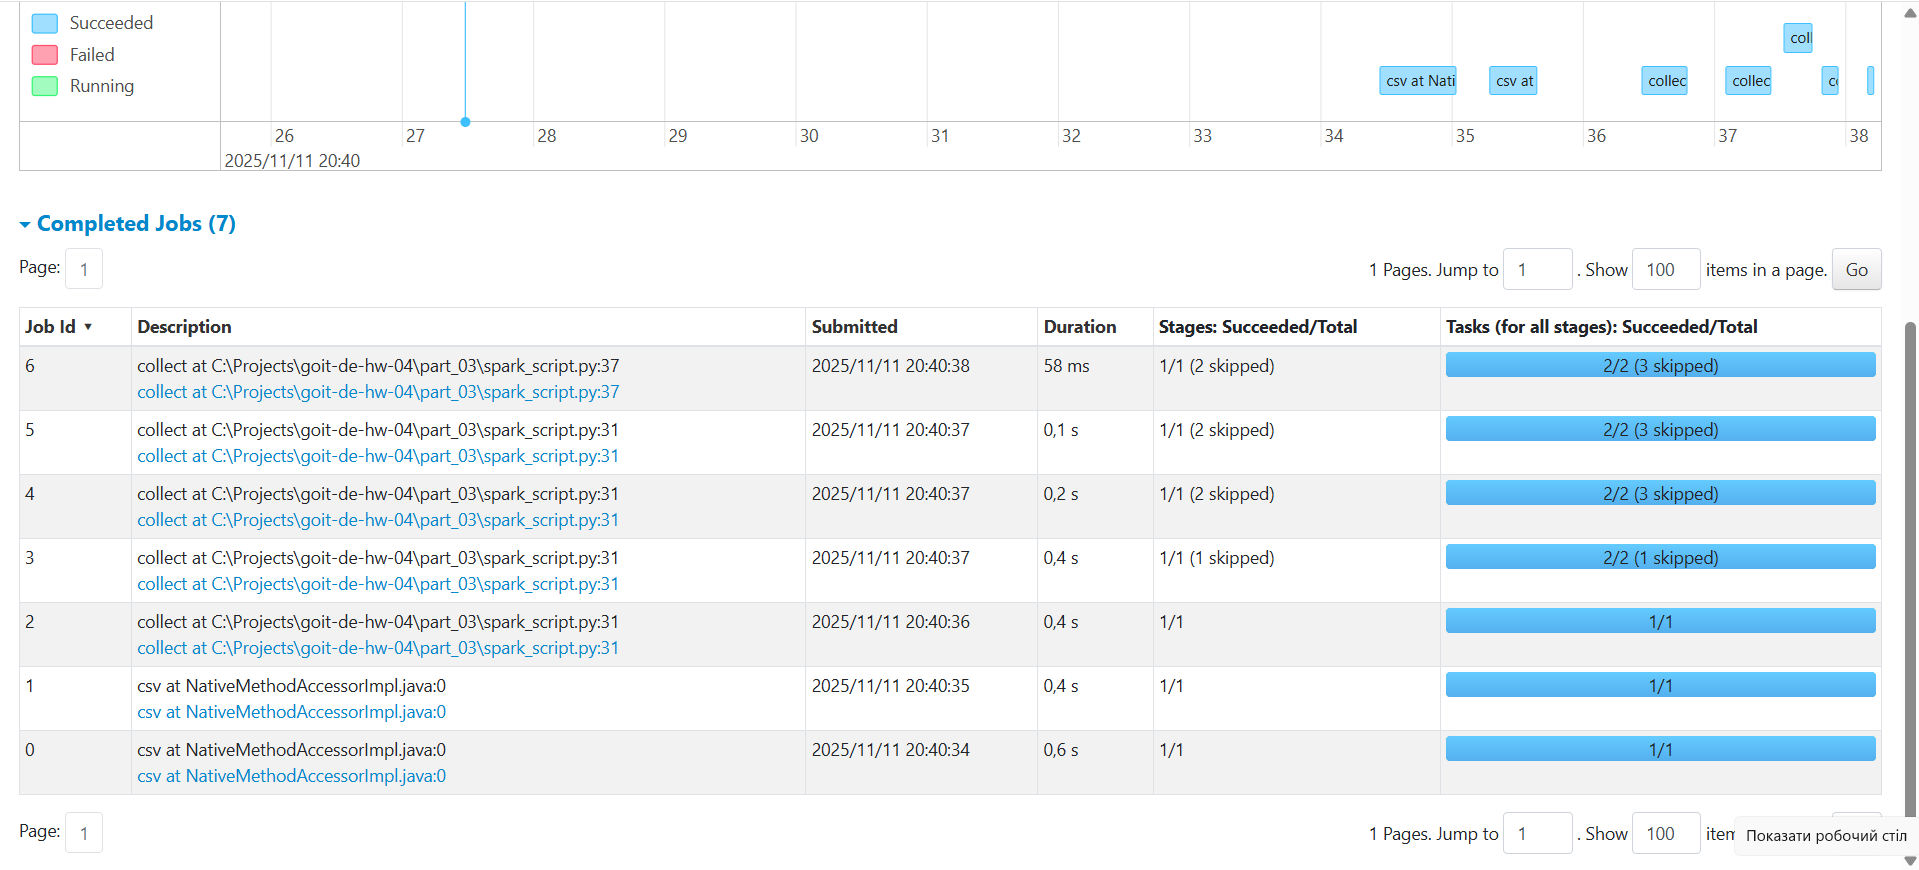 Succeeded
Failed
Running
coll
csv at Nati
csv at
collec
collec
26 27 28 29 30 31 32 33 34 35 36 37 38
2025/11/11 20:40
Completed Jobs (7)
Page: 1 1 Pages. Jump to 1 . Show 100 items in a page. Go
Job Id ▼ Description Submitted Duration Stages: Succeeded/Total Tasks (for all stages): Succeeded/Total
6 collect at C:\Projects\goit-de-hw-04\part_03\spark_script.py:37 2025/11/11 20:40:38 58 ms 1/1 (2 skipped) 2/2 (3 skipped)
collect at C:\Projects\goit-de-hw-04\part_03\spark_script.py:37
5 collect at C:\Projects\goit-de-hw-04\part_03\spark_script.py:31 2025/11/11 20:40:37 0,1 s 1/1 (2 skipped) 2/2 (3 skipped)
collect at C:\Projects\goit-de-hw-04\part_03\spark_script.py:31
4 collect at C:\Projects\goit-de-hw-04\part_03\spark_script.py:31 2025/11/11 20:40:37 0,2 s 1/1 (2 skipped) 2/2 (3 skipped)
collect at C:\Projects\goit-de-hw-04\part_03\spark_script.py:31
3 collect at C:\Projects\goit-de-hw-04\part_03\spark_script.py:31 2025/11/11 20:40:37 0,4 s 1/1 (1 skipped) 2/2 (1 skipped)
collect at C:\Projects\goit-de-hw-04\part_03\spark_script.py:31
2 collect at C:\Projects\goit-de-hw-04\part_03\spark_script.py:31 2025/11/11 20:40:36 0,4 s 1/1 1/1
collect at C:\Projects\goit-de-hw-04\part_03\spark_script.py:31
1 csv at NativeMethodAccessorImpl.java:0 2025/11/11 20:40:35 0,4 s 1/1 1/1
csv at NativeMethodAccessorImpl.java:0
0 csv at NativeMethodAccessorImpl.java:0 2025/11/11 20:40:34 0,6 s 1/1 1/1
csv at NativeMethodAccessorImpl.java:0
Page: 1 1 Pages. Jump to 1 . Show 100 iten Показати робочий стіл